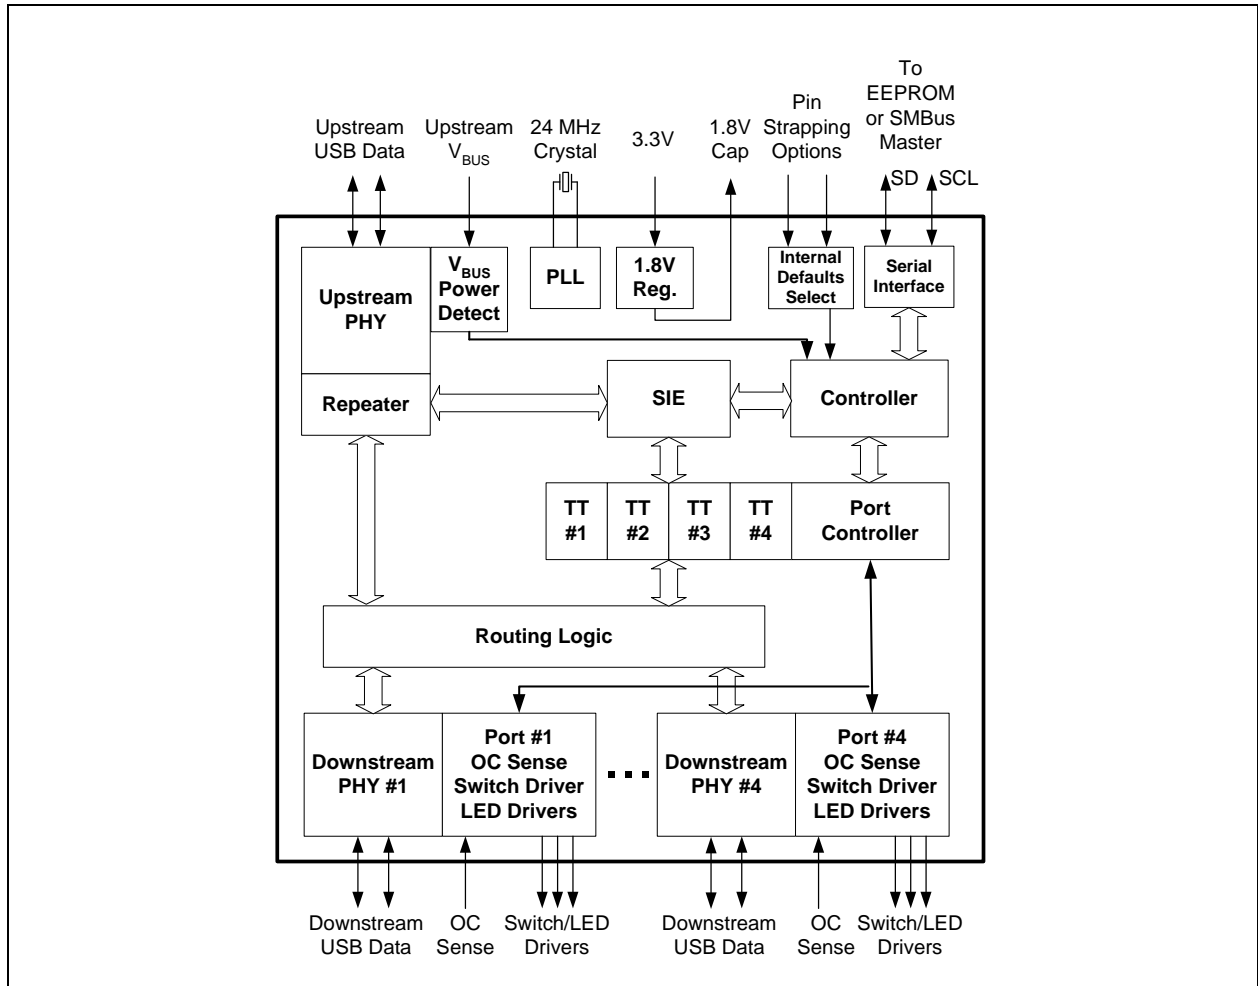 To
EEPROM
or SMBus
Master
Pin
Strapping
Options
Upstream
USB Data
Upstream
VBUS
24 MHz
Crystal
3.3V
1.8V
Cap
SD
SCL
Upstream
PHY
VBUS
Power
Detect
PLL
1.8V
Reg.
Internal
Defaults
Select
Serial
Interface
Repeater
SIE
Controller
TT
#1
TT
#2
TT
#3
TT
#4
Port
Controller
Routing Logic
Downstream
PHY #1
Port #1
OC Sense
Switch Driver
LED Drivers
Downstream
PHY #4
Port #4
OC Sense
Switch Driver
LED Drivers
Downstream
USB Data
OC
Sense
Switch/LED
Drivers
Downstream
USB Data
OC
Sense
Switch/LED
Drivers